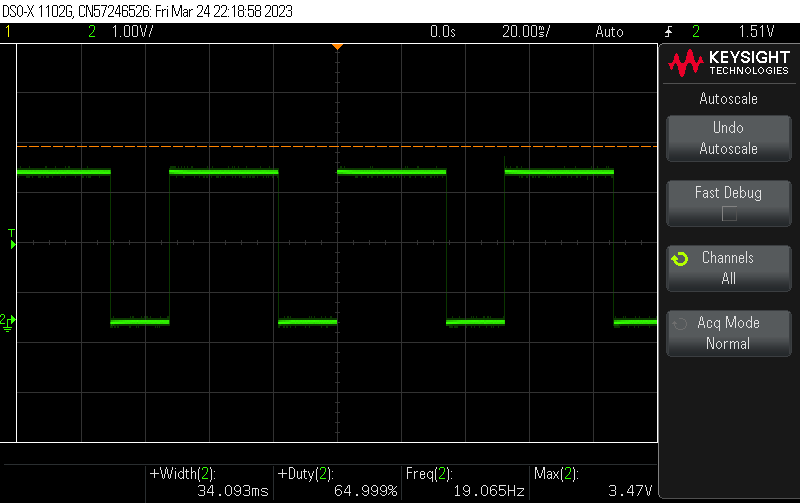 DSO-X 1102G, CN57246526: Fri Mar 24 22:18:58 2023
1 2 1.00V/ 0.0s 20.00ms/ Auto 2 1.51V
KEYSIGHT
TECHNOLOGIES
Autoscale
Undo
Autoscale
Fast Debug
Channels
All
Acq Mode
Normal
T
2
+Width(2): +Duty(2): Freq(2): Max(2):
34.093ms 64.999% 19.065Hz 3.47V